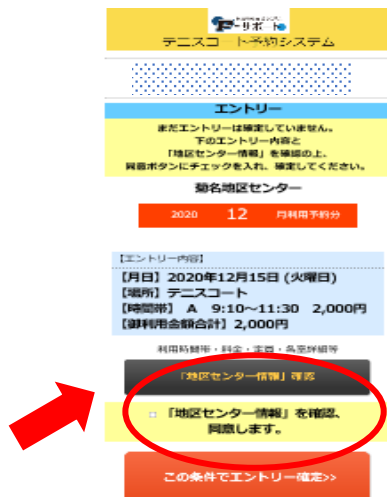 F-リポート
テニスコート予約システム
エントリー
まだエントリーは確定していません。
下のエントリー内容と
「地区センター情報」を確認の上、
同意ボタンにチェックを入れ、確定してください。
菊名地区センター
2020 12 月利用予約分
【エントリー内容】
【月日】2020年12月15日 (火曜日)
【場所】テニスコート
【時間帯】 A 9:10～11:30 2,000円
【御利用金額合計】2,000円
利用時間帯・料金・定員・各室詳細等
「地区センター情報」確認
「地区センター情報」を確認、
同意します。
この条件でエントリー確定>>